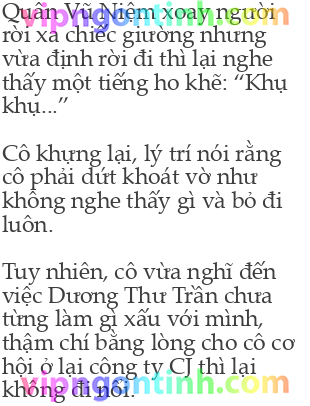 Quân Vũ Niệm xoay người
rời xa chiếc giường nhưng
vừa định rời đi thì lại nghe
thấy một tiếng ho khẽ: “Khụ
khụ...”
Cô khựng lại, lý trí nói rằng
cô phải dứt khoát vờ như
không nghe thấy gì và bỏ đi
luôn.
Tuy nhiên, cô vừa nghĩ đến
việc Dương Thư Trần chưa
từng làm gì xấu với mình,
thậm chí bằng lòng cho cô cơ
hội ở lại công ty CJ thì lại
không đi nổi.
vipngontinh.com
vipngontinh.com
vipngontinh.com